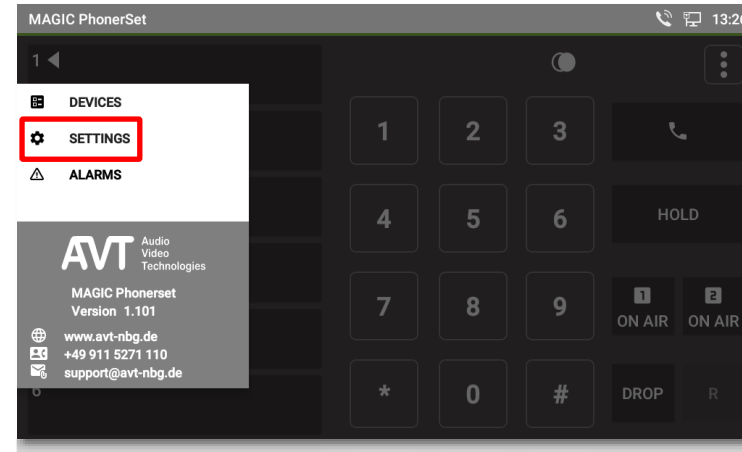 MAGIC PhonerSet 13:26
1
DEVICES
SETTINGS
ALARMS
AVT Audio
Video
Technologies
MAGIC Phonerset
Version 1.101
www.avt-nbg.de
+49 911 5271 110
support@avt-nbg.de
6
1 2 3
4 5 6 HOLD
7 8 9 1 2
ON AIR ON AIR
* 0 # DROP R